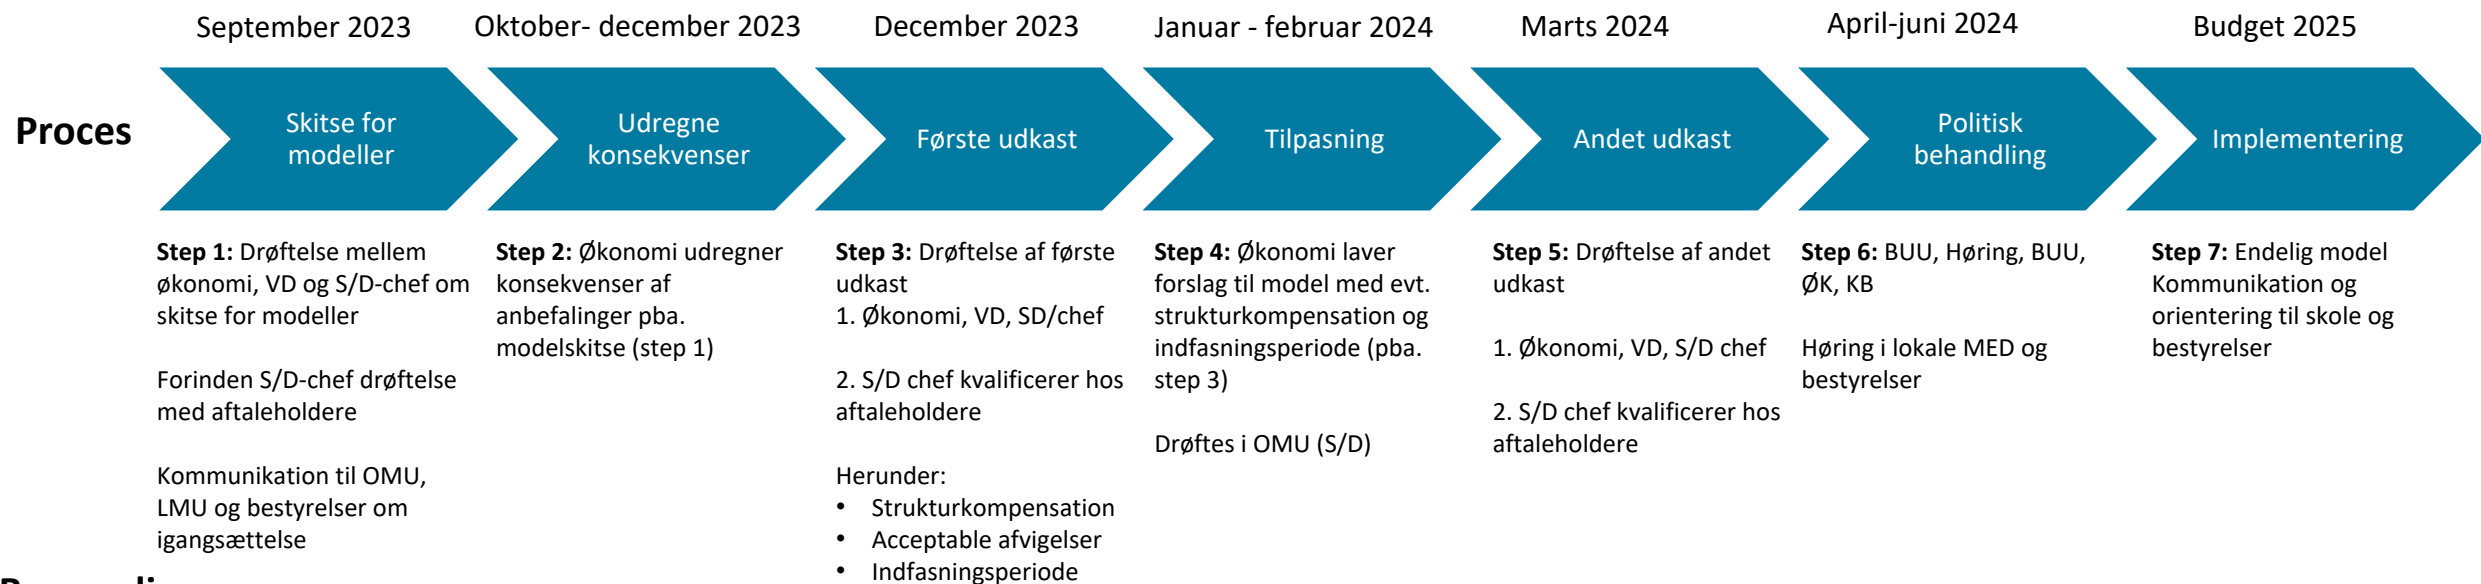 September 2023
Oktober- december 2023
December 2023
Januar - februar 2024
Marts 2024
April-juni 2024
Budget 2025
Proces
Skitse for
modeller
Udregne
konsekvenser
Første udkast
Tilpasning
Andet udkast
Politisk
behandling
Implementering
Step 1: Drøftelse mellem
økonomi, VD og S/D-chef om
skitse for modeller
Forinden S/D-chef drøftelse
med aftaleholdere
Kommunikation til OMU,
LMU og bestyrelser om
igangsættelse
Step 2: Økonomi udregner
konsekvenser af
anbefalinger pba.
modelskitse (step 1)
Step 3: Drøftelse af første
udkast
1. Økonomi, VD, SD/chef
2. S/D chef kvalificerer hos
aftaleholdere
Herunder:
• Strukturkompensation
• Acceptable afvigelser
• Indfasningsperiode
Step 4: Økonomi laver
forslag til model med evt.
strukturkompensation og
indfasningsperiode (pba.
step 3)
Drøftes i OMU (S/D)
Step 5: Drøftelse af andet
udkast
1. Økonomi, VD, S/D chef
2. S/D chef kvalificerer hos
aftaleholdere
Step 6: BUU, Høring, BUU,
ØK, KB
Høring i lokale MED og
bestyrelser
Step 7: Endelig model
Kommunikation og
orientering til skole og
bestyrelser